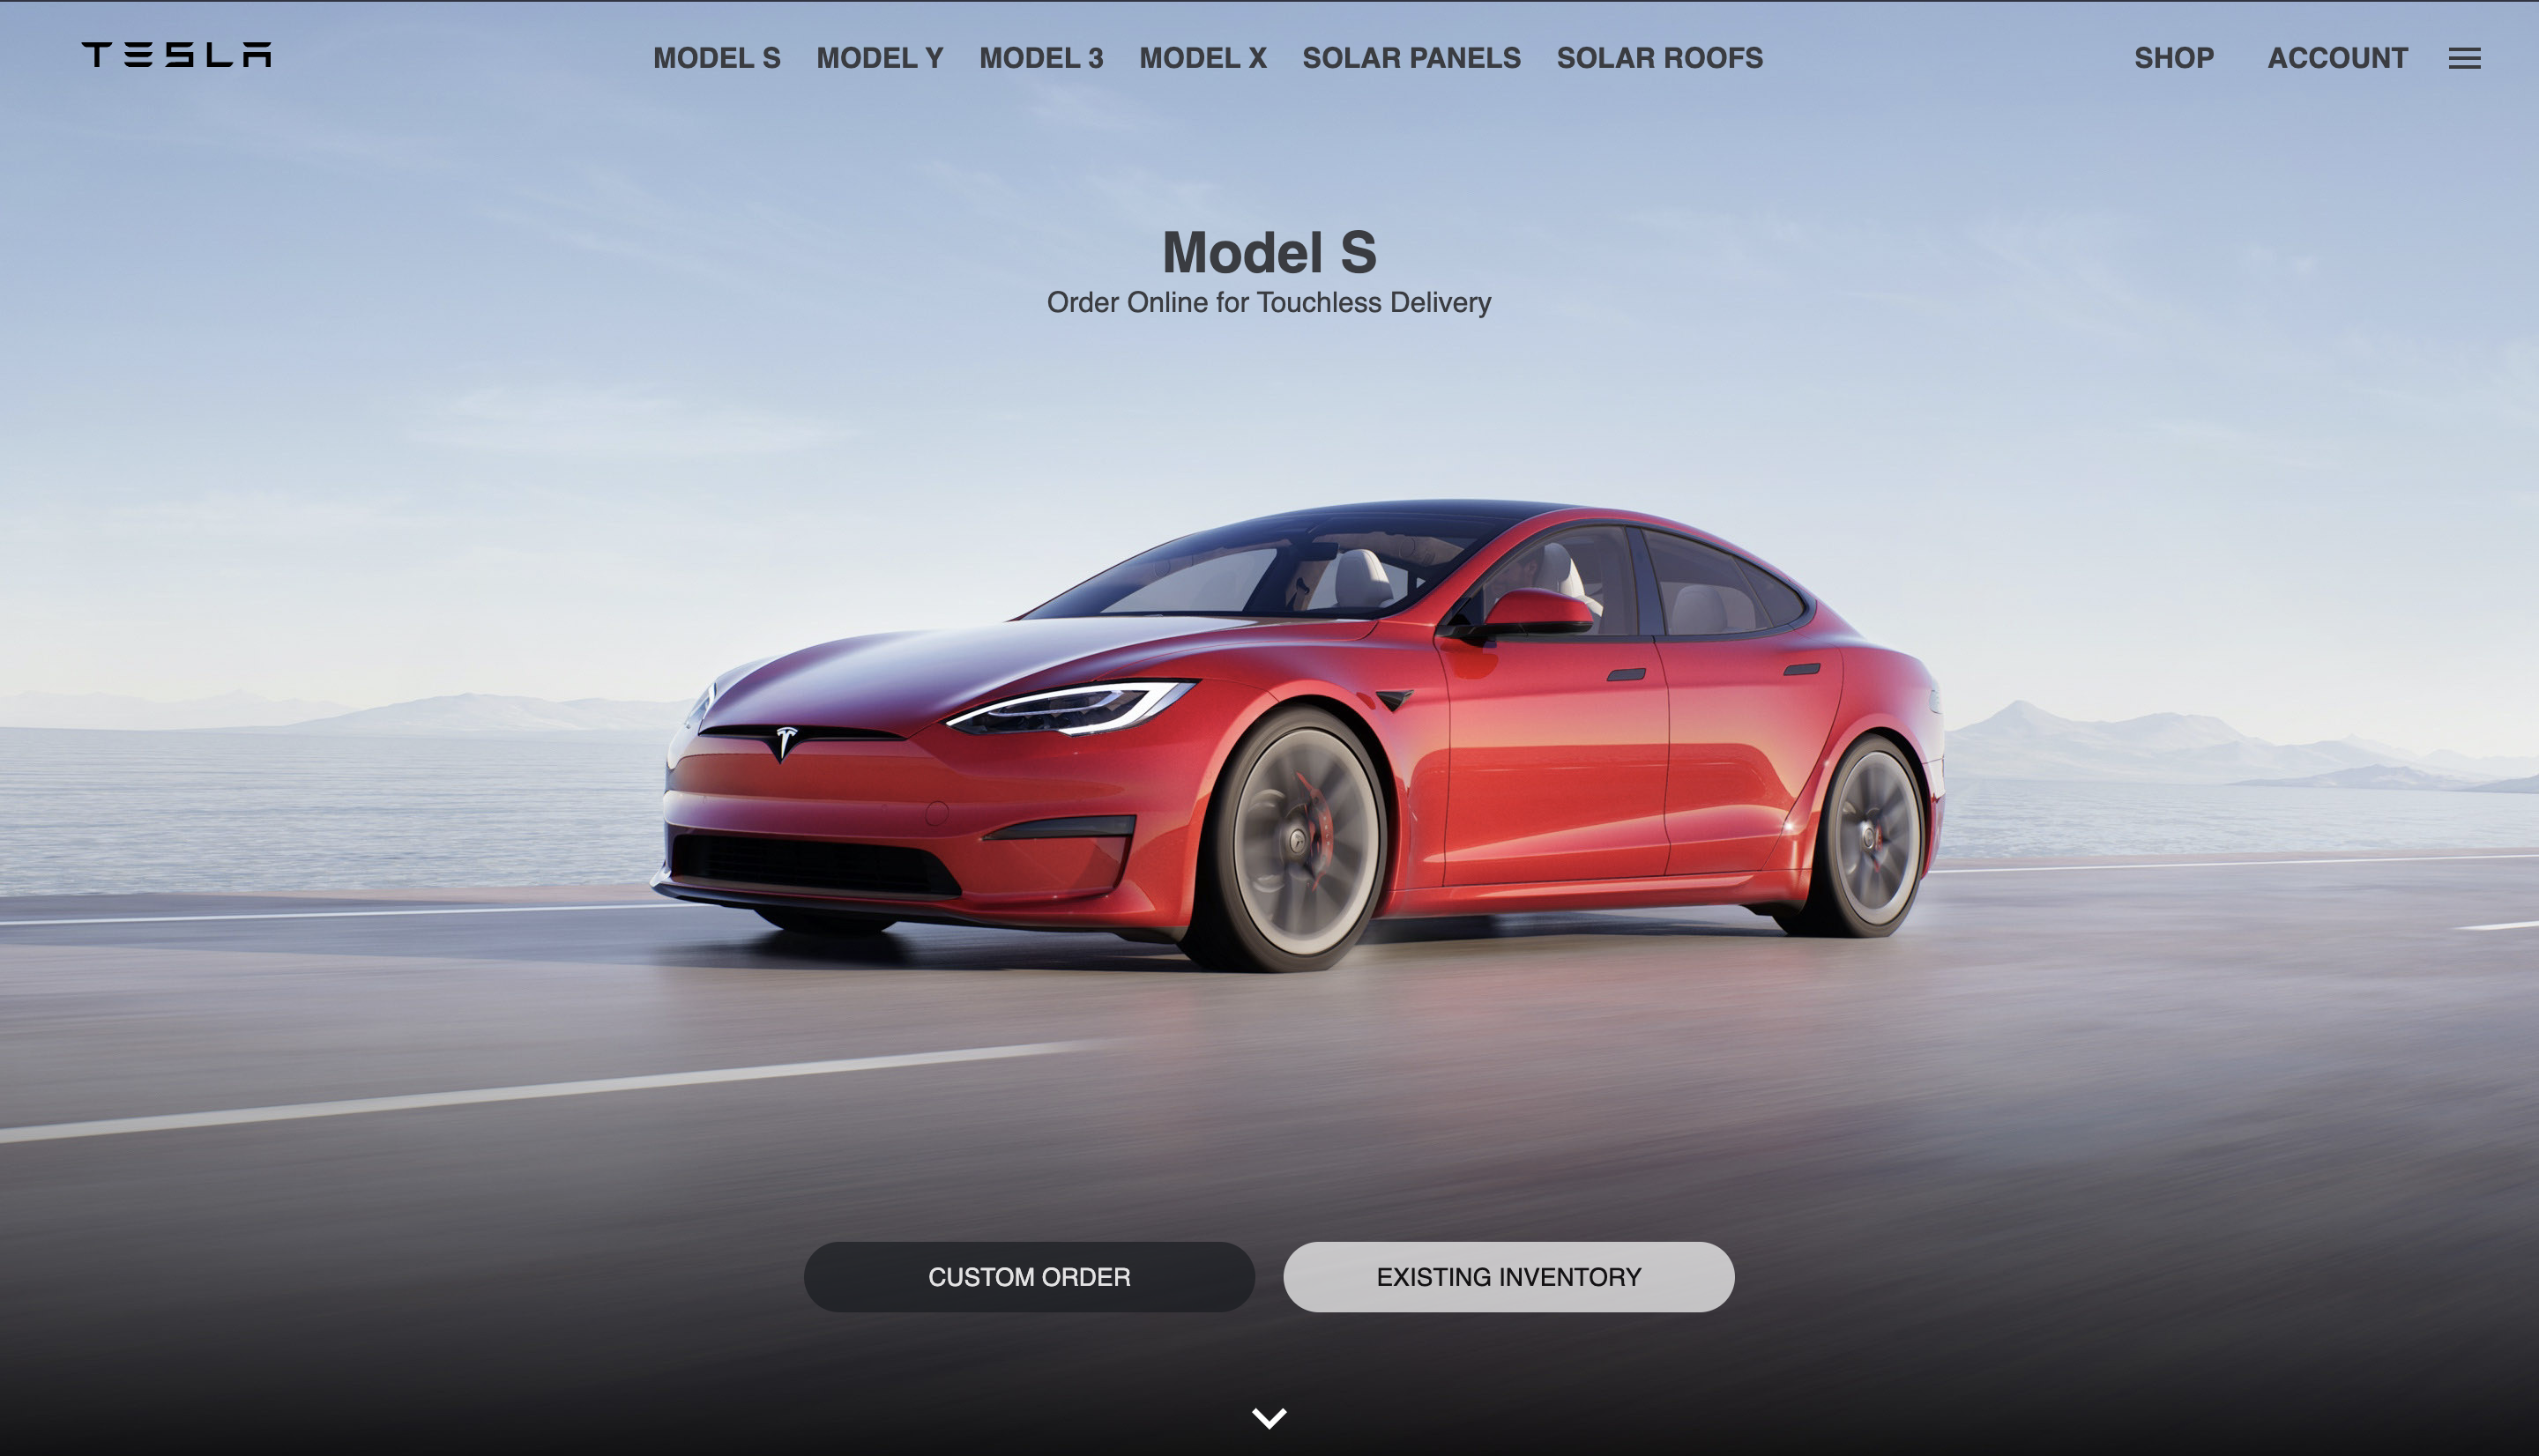 TESLA
MODEL S MODEL Y MODEL 3 MODEL X SOLAR PANELS SOLAR ROOFS
SHOP ACCOUNT
Model S
Order Online for Touchless Delivery
CUSTOM ORDER
EXISTING INVENTORY